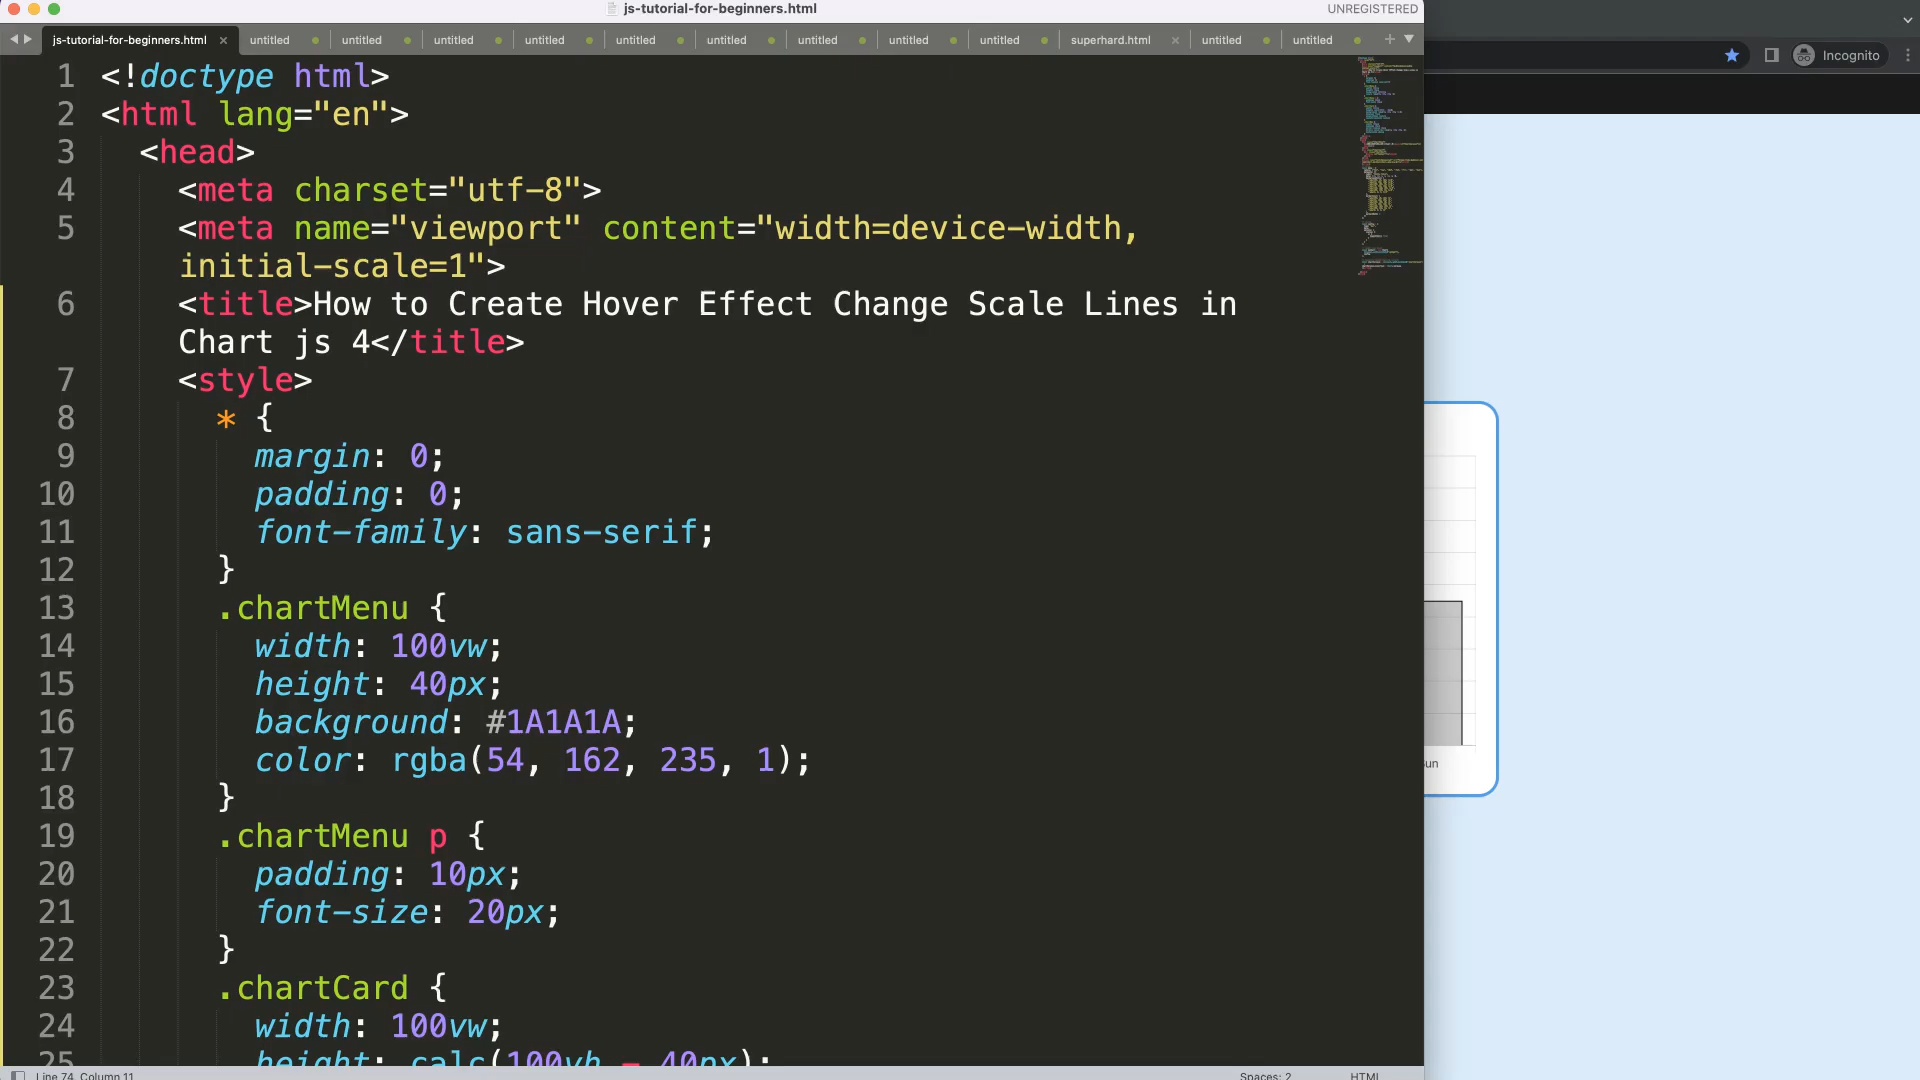 js-tutorial-for-beginners.html
UNREGISTERED
js-tutorial-for-beginners.html × untitled untitled untitled untitled untitled untitled untitled untitled untitled superhard.html × untitled untitled +
Incognito
1 <!doctype html>
2 <html lang="en">
3 <head>
4 <meta charset="utf-8">
5 <meta name="viewport" content="width=device-width,
initial-scale=1">
6 <title>How to Create Hover Effect Change Scale Lines in
Chart js 4</title>
7 <style>
8 * {
9 margin: 0;
10 padding: 0;
11 font-family: sans-serif;
12 }
13 .chartMenu {
14 width: 100vw;
15 height: 40px;
16 background: #1A1A1A;
17 color: rgba(54, 162, 235, 1);
18 }
19 .chartMenu p {
20 padding: 10px;
21 font-size: 20px;
22 }
23 .chartCard {
24 width: 100vw;
25 height: calc(100vh - 40px);
Line 74, Column 11
Spaces: 2
HTML